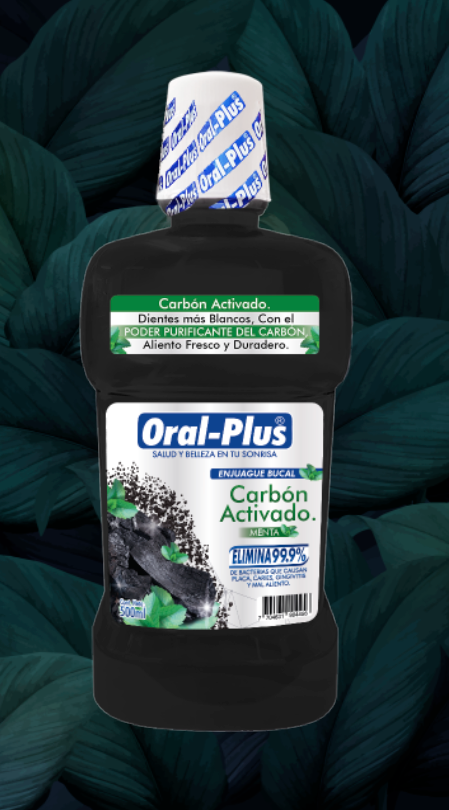 Oral-Plus
Oral-Plus
Oral-Plus
Oral-Plus
Carbón Activado.
Dientes más Blancos, Con el
PODER PURIFICANTE DEL CARBÓN,
Aliento Fresco y Duradero.
Oral-Plus®
SALUD Y BELLEZA EN TU SONRISA
ENJUAGUE BUCAL
Carbón
Activado.
MENTA
ELIMINA 99.9%
DE BACTERIAS QUE CAUSAN
PLACA, CARIES, GINGIVITIS
Y MAL ALIENTO.
500ml